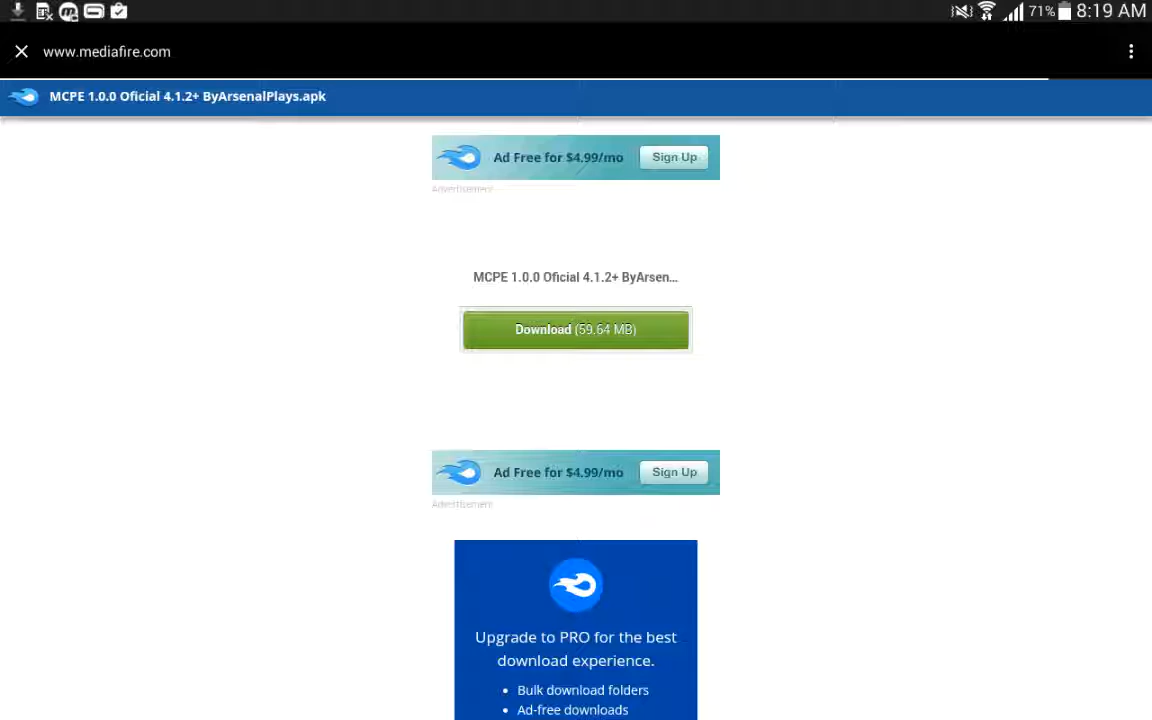 71% 8:19 AM
www.mediafire.com
MCPE 1.0.0 Oficial 4.1.2+ ByArsenalPlays.apk
Ad Free for $4.99/mo Sign Up
Advertisement
MCPE 1.0.0 Oficial 4.1.2+ ByArsen...
Download (59.64 MB)
Ad Free for $4.99/mo Sign Up
Advertisement
Upgrade to PRO for the best
download experience.
• Bulk download folders
• Ad-free downloads